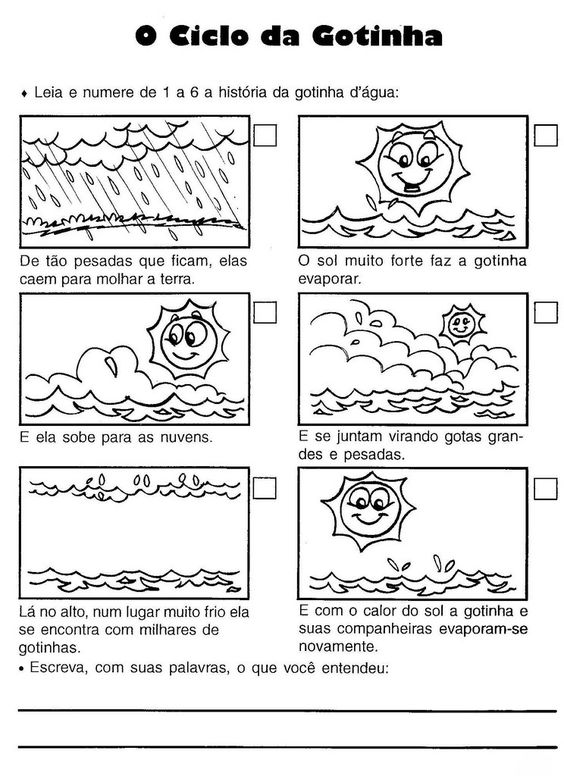 O Ciclo da Gotinha
♦ Leia e numere de 1 a 6 a história da gotinha d'água:
De tão pesadas que ficam, elas
caem para molhar a terra.
O sol muito forte faz a gotinha
evaporar.
E ela sobe para as nuvens.
E se juntam virando gotas gran-
des e pesadas.
Lá no alto, num lugar muito frio ela
se encontra com milhares de
gotinhas.
E com o calor do sol a gotinha e
suas companheiras evaporam-se
novamente.
• Escreva, com suas palavras, o que você entendeu: